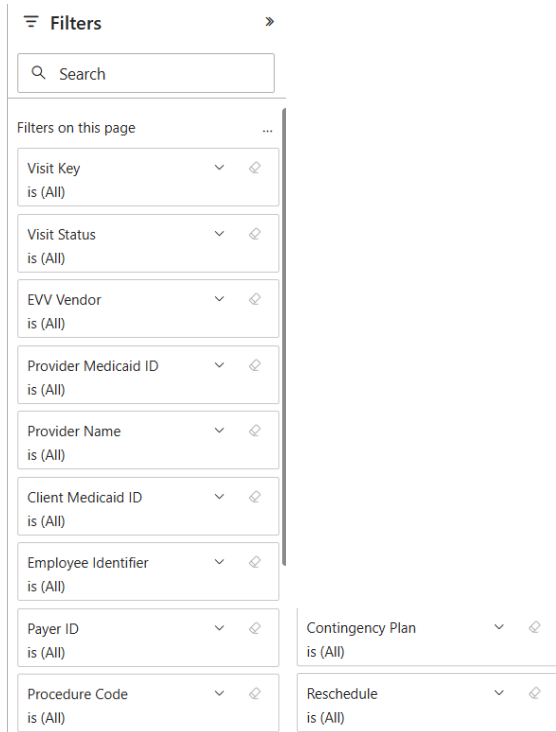 Filters
Search
Filters on this page
...
Visit Key
is (All)
Visit Status
is (All)
EVV Vendor
is (All)
Provider Medicaid ID
is (All)
Provider Name
is (All)
Client Medicaid ID
is (All)
Employee Identifier
is (All)
Payer ID
is (All)
Procedure Code
is (All)
Contingency Plan
is (All)
Reschedule
is (All)